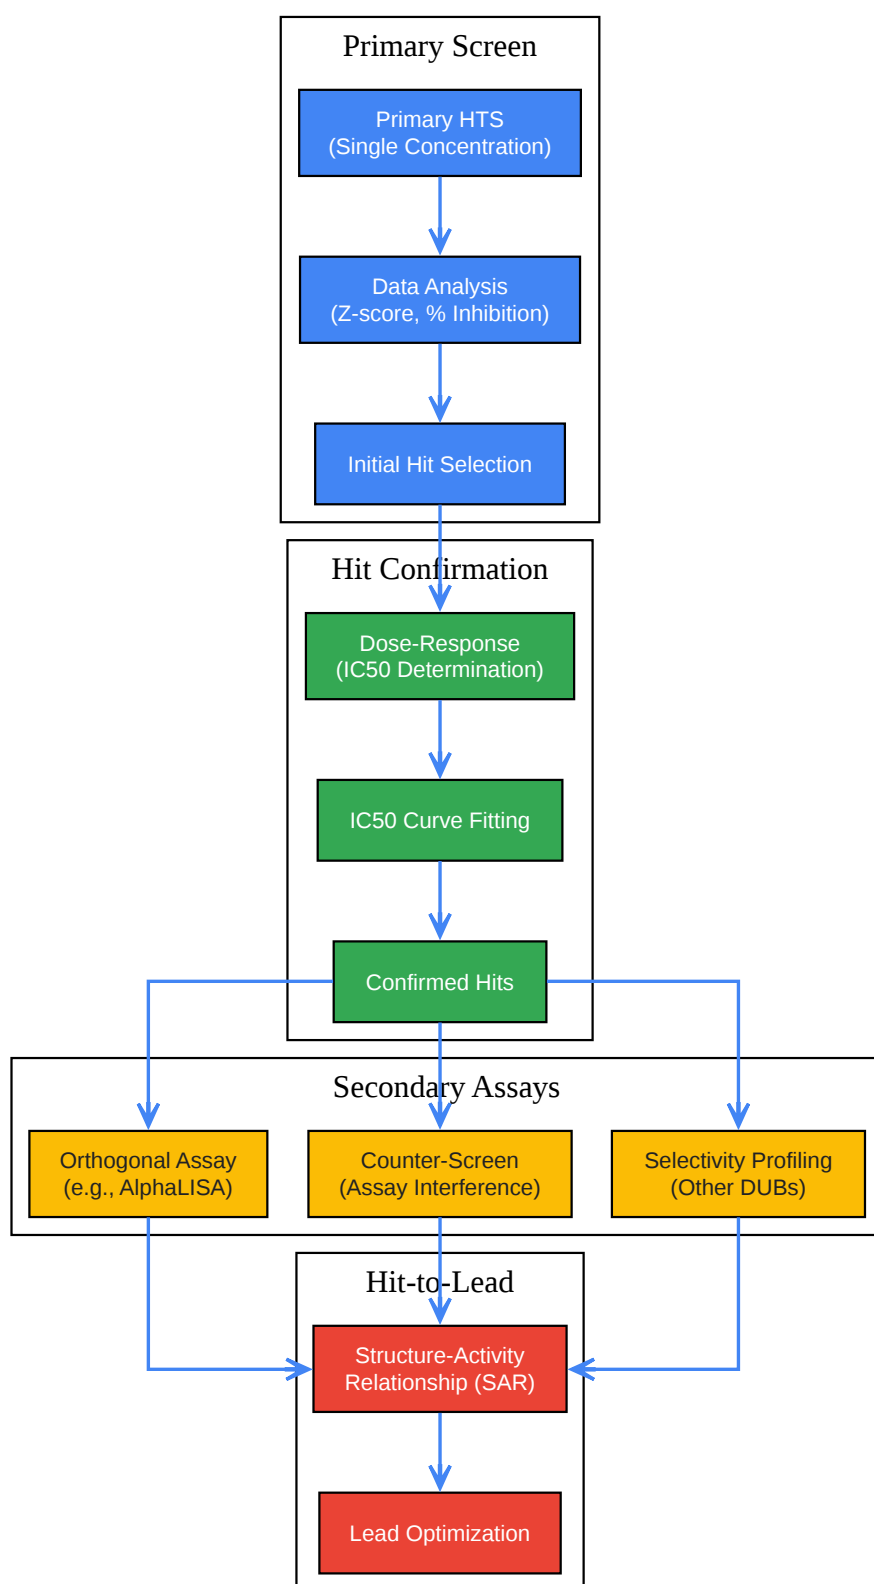 Primary Screen
Primary HTS
(Single Concentration)
Data Analysis
(Z-score, % Inhibition)
Initial Hit Selection
Hit Confirmation
Dose-Response
(IC50 Determination)
IC50 Curve Fitting
Confirmed Hits
Secondary Assays
Orthogonal Assay
(e.g., AlphaLISA)
Counter-Screen
(Assay Interference)
Selectivity Profiling
(Other DUBs)
Hit-to-Lead
Structure-Activity
Relationship (SAR)
Lead Optimization